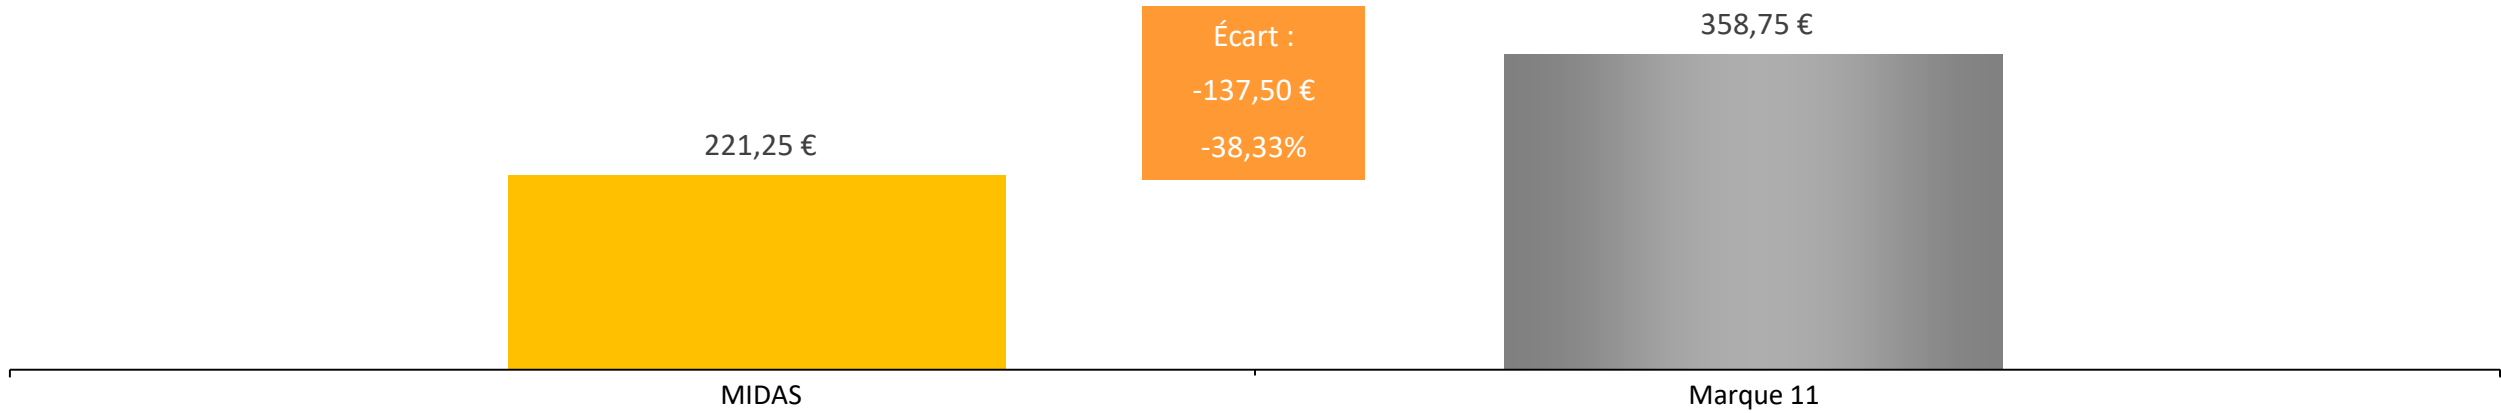 Écart :
-137,50 €
-38,33%
358,75 €
221,25 €
MIDAS
Marque 11